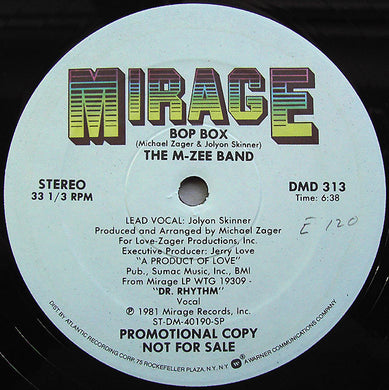 MIRAGE
BOP BOX
(Michael Zager & Jolyon Skinner)
THE M-ZEE BAND
STEREO
33 1/3 RPM
DMD 313
Time: 6:38
E 120
LEAD VOCAL: Jolyon Skinner
Produced and Arranged by Michael Zager
For Love-Zager Productions, Inc.
Executive Producer: Jerry Love
"A PRODUCT OF LOVE"
Pub., Sumac Music, Inc., BMI
From Mirage LP WTG 19309 -
"DR. RHYTHM"
Vocal
℗ 1981 Mirage Records, Inc.
ST-DM-40190-SP
PROMOTIONAL COPY
NOT FOR SALE
DIST. BY ATLANTIC RECORDING CORP. 75 ROCKEFELLER PLAZA, N.Y., N.Y. W A WARNER COMMUNICATIONS COMPANY